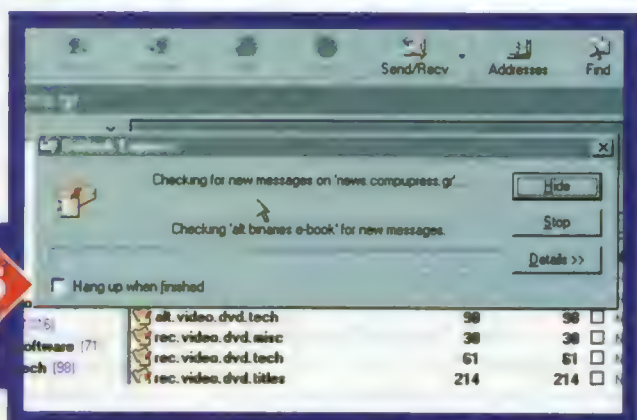 Send/Recv Addresses Find
Checking for new messages on 'news.compupress.gr'
Hide
Checking 'alt.binaries.e-book' for new messages.
Stop
Details >>
Hang up when finished
alt.video.dvd.tech 98 98
rec.video.dvd.misc 38 38
oftware (71
rec.video.dvd.tech 61 61
ech (98)
rec.video.dvd.titles 214 214